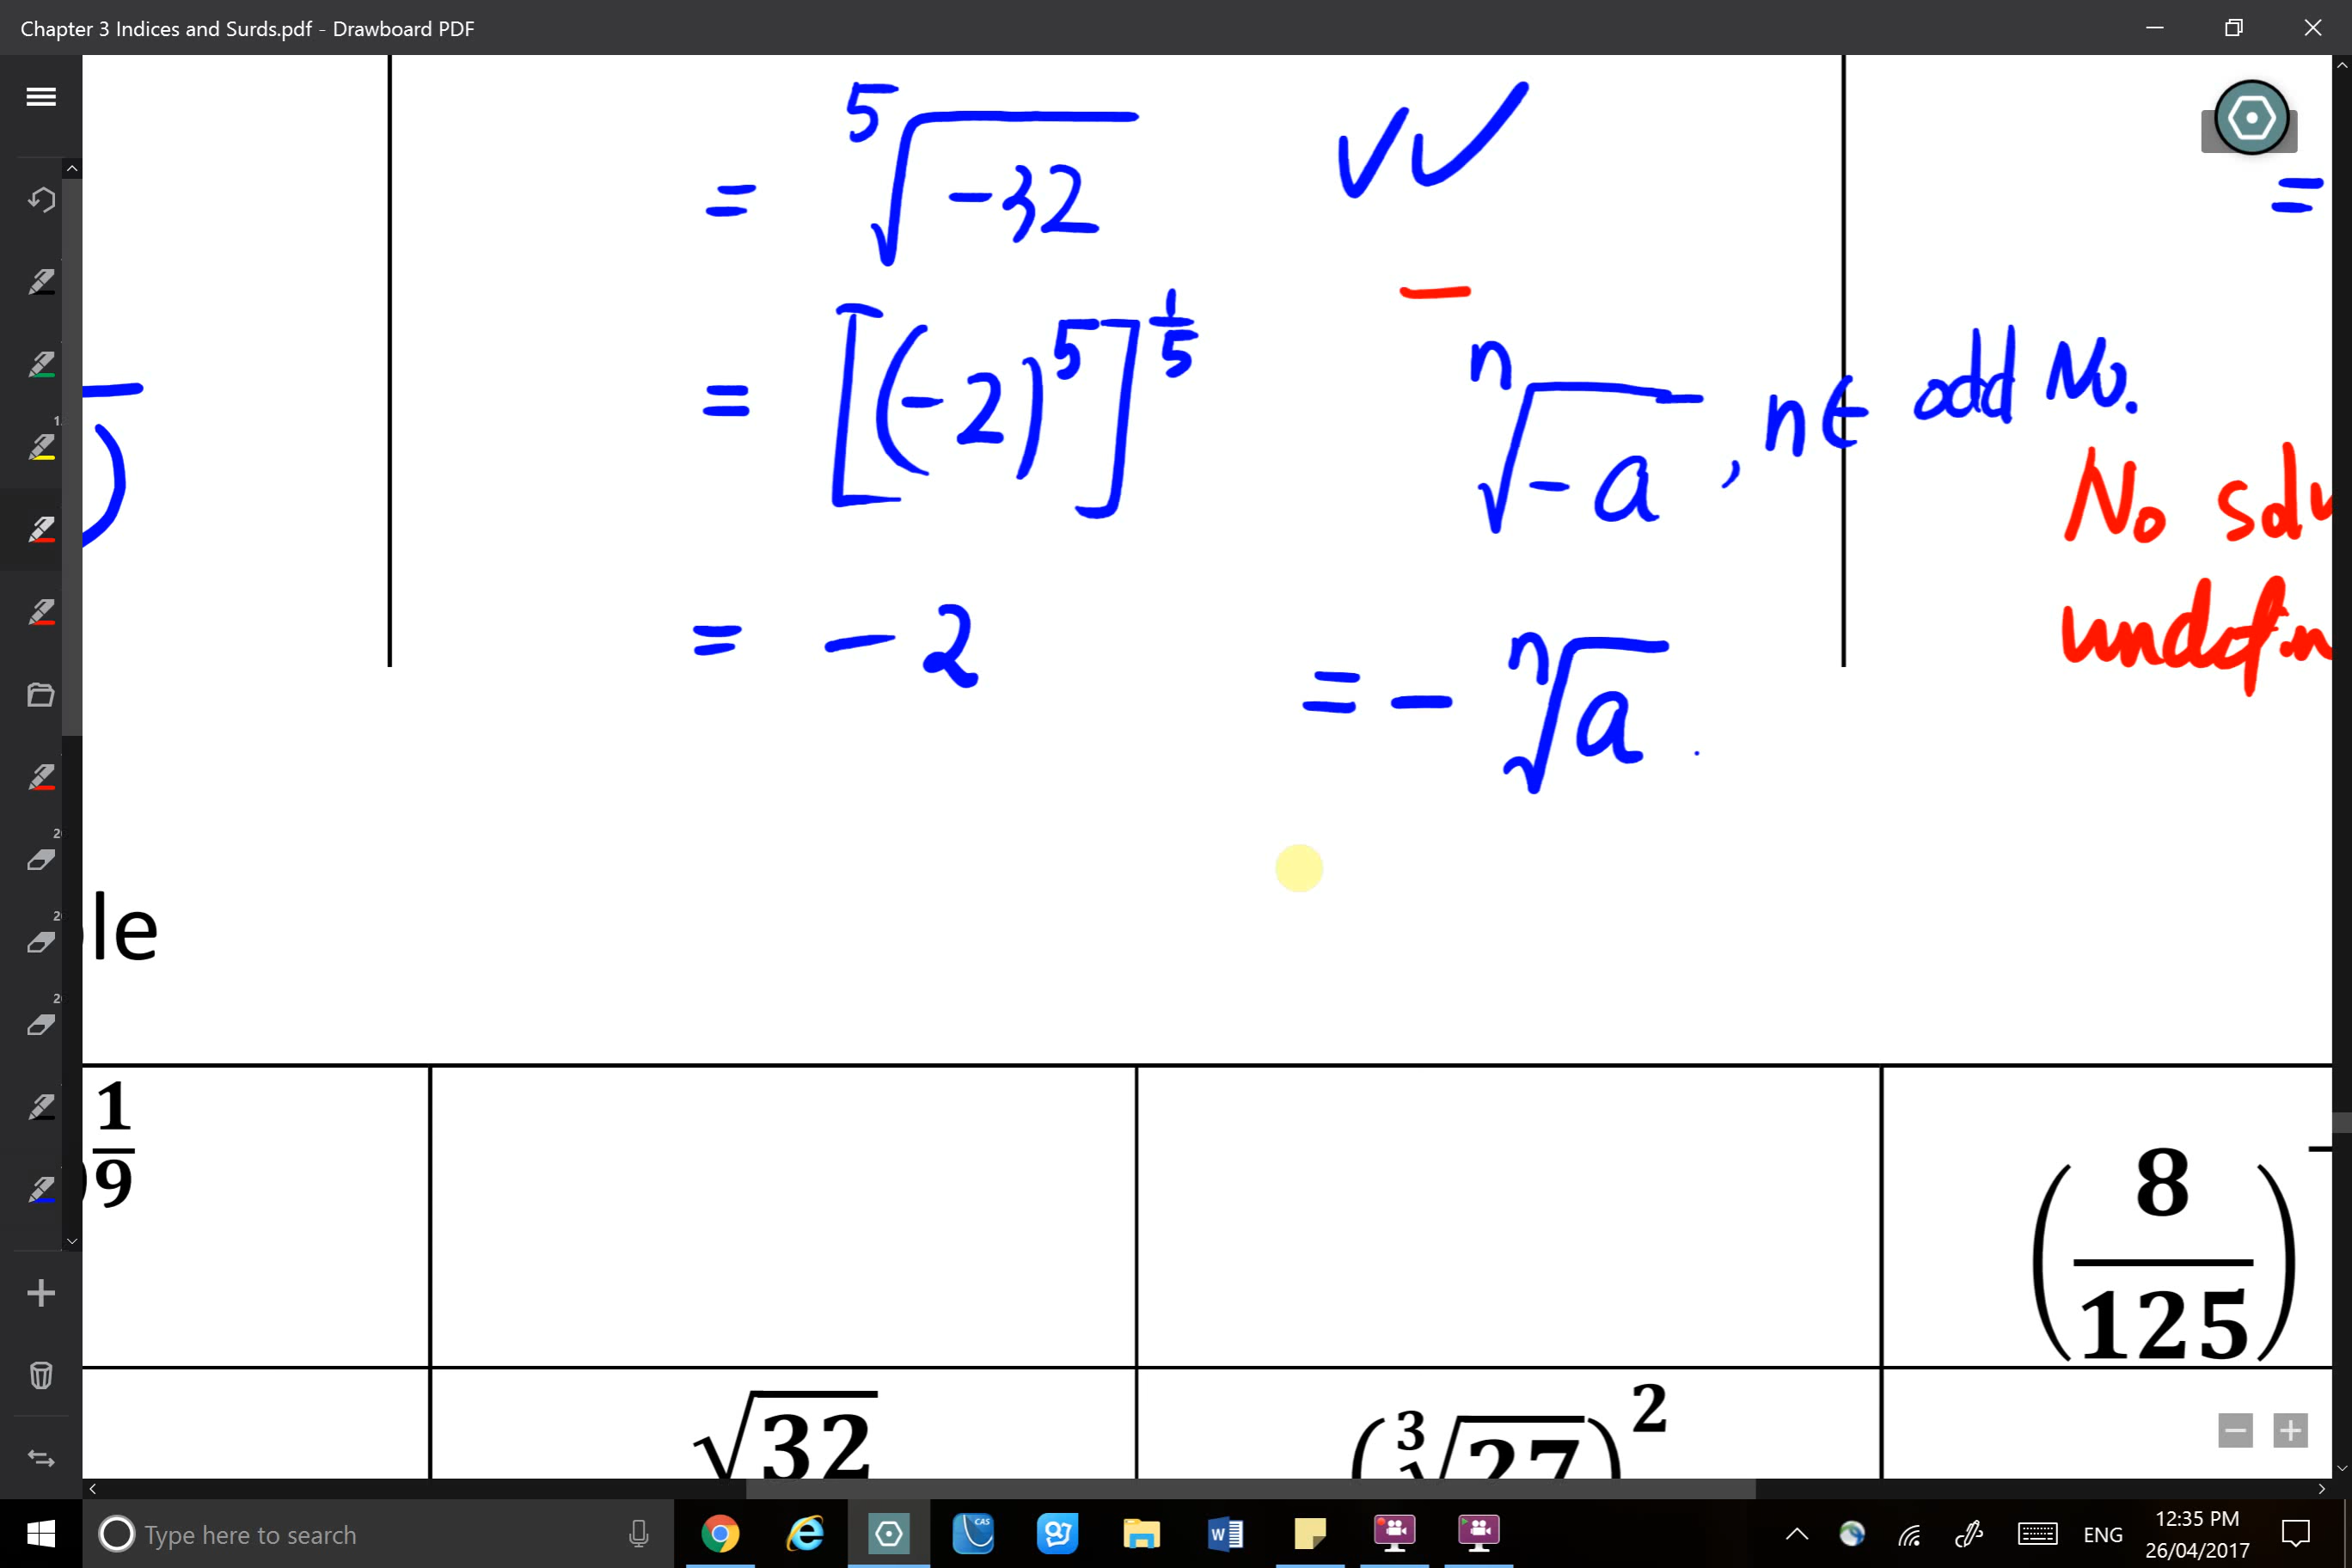 Chapter 3 Indices and Surds.pdf - Drawboard PDF
= ⁵√-32
=
= [(-2)⁵]^(1/5)
ⁿ√-a , n∈ odd No.
No
= -2
= - ⁿ√a .
1/9
(8/125)
√32
(³√27)²
Type here to search
CAS
ENG
12:35 PM
26/04/2017